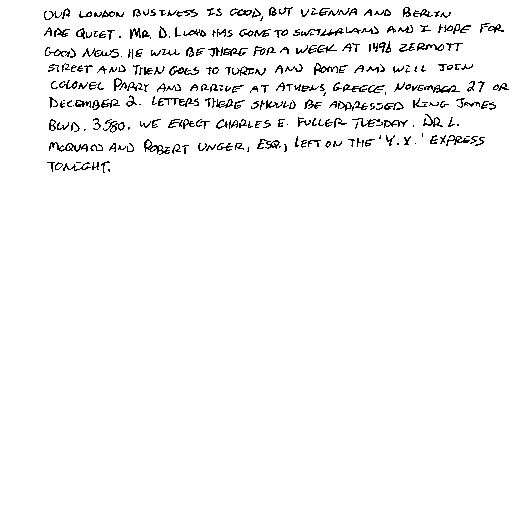 OUR LONDON BUSINESS IS GOOD, BUT VIENNA AND BERLIN
ARE QUIET. MR. D. LLOYD HAS GONE TO SWITZERLAND AND I HOPE FOR
GOOD NEWS. HE WILL BE THERE FOR A WEEK AT 1496 ZERMOTT
STREET AND THEN GOES TO TURIN AND ROME AND WILL JOIN
COLONEL PARRY AND ARRIVE AT ATHENS, GREECE, NOVEMBER 27 OR
DECEMBER 2. LETTERS THERE SHOULD BE ADDRESSED KING JAMES
BLVD. 3580. WE EXPECT CHARLES E. FULLER TUESDAY. DR L.
MCQUAID AND ROBERT UNGER, ESQ., LEFT ON THE 'Y.X.' EXPRESS
TONIGHT.